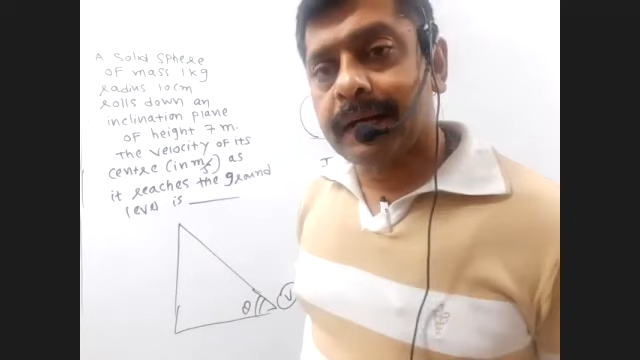 A Solid Sphere
of mass 1kg
radius 10cm
rolls down an
inclination plane
of height 7m.
The velocity of its
centre (in m/s) as
it reaches the ground
level is ______
θ
V
I